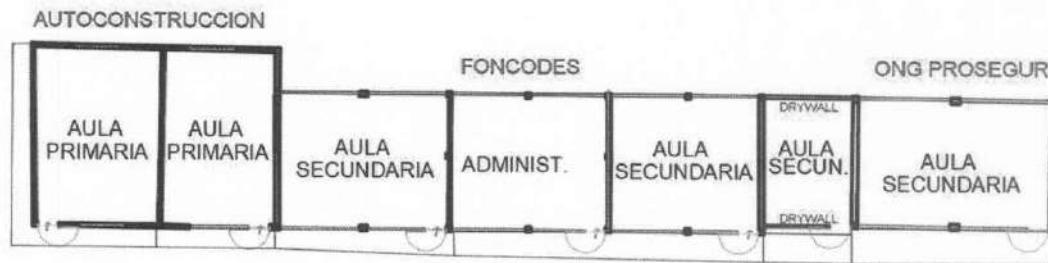 AUTOCONSTRUCCION
FONCODES
ONG PROSEGUR
AULA
PRIMARIA
AULA
PRIMARIA
AULA
SECUNDARIA
ADMINIST.
AULA
SECUNDARIA
DRYWALL
AULA
SECUN.
DRYWALL
AULA
SECUNDARIA